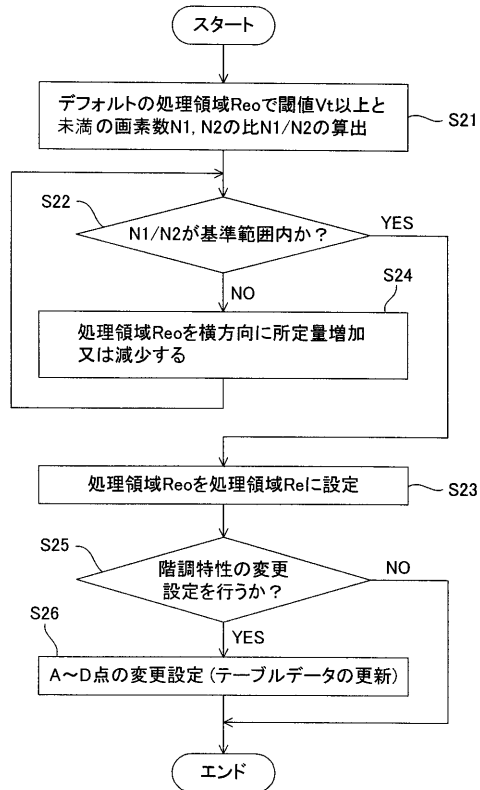 スタート
デフォルトの処理領域Reoで閾値Vt以上と
未満の画素数N1, N2の比N1/N2の算出
S21
S22
N1/N2が基準範囲内か？
YES
NO
S24
処理領域Reoを横方向に所定量増加
又は減少する
処理領域Reoを処理領域Reに設定
S23
S25
階調特性の変更
設定を行うか？
NO
YES
S26
A～D点の変更設定（テーブルデータの更新）
エンド